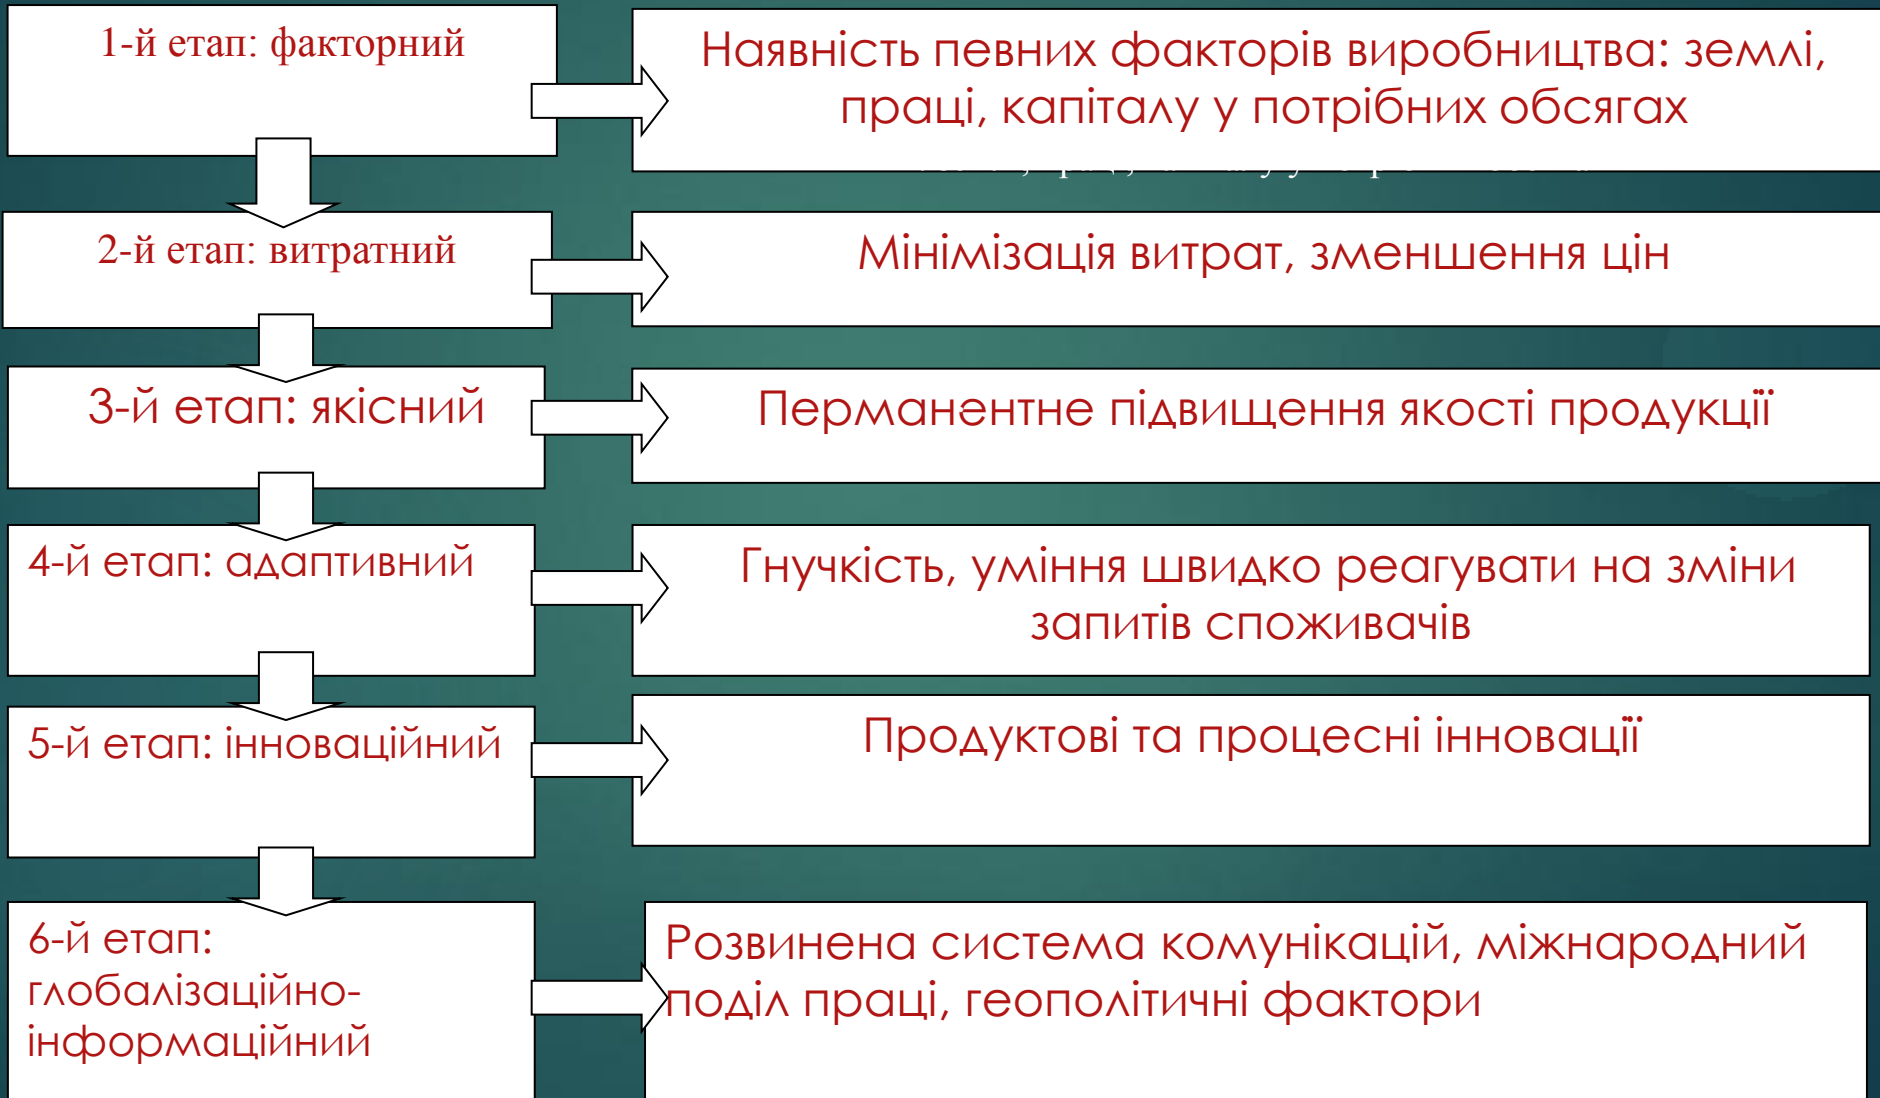 1-й етап: факторний
Наявність певних факторів виробництва: землі,
праці, капіталу у потрібних обсягах
2-й етап: витратний
Мінімізація витрат, зменшення цін
3-й етап: якісний
Перманентне підвищення якості продукції
4-й етап: адаптивний
Гнучкість, уміння швидко реагувати на зміни
запитів споживачів
5-й етап: інноваційний
Продуктові та процесні інновації
6-й етап:
глобалізаційно-
інформаційний
Розвинена система комунікацій, міжнародний
поділ праці, геополітичні фактори